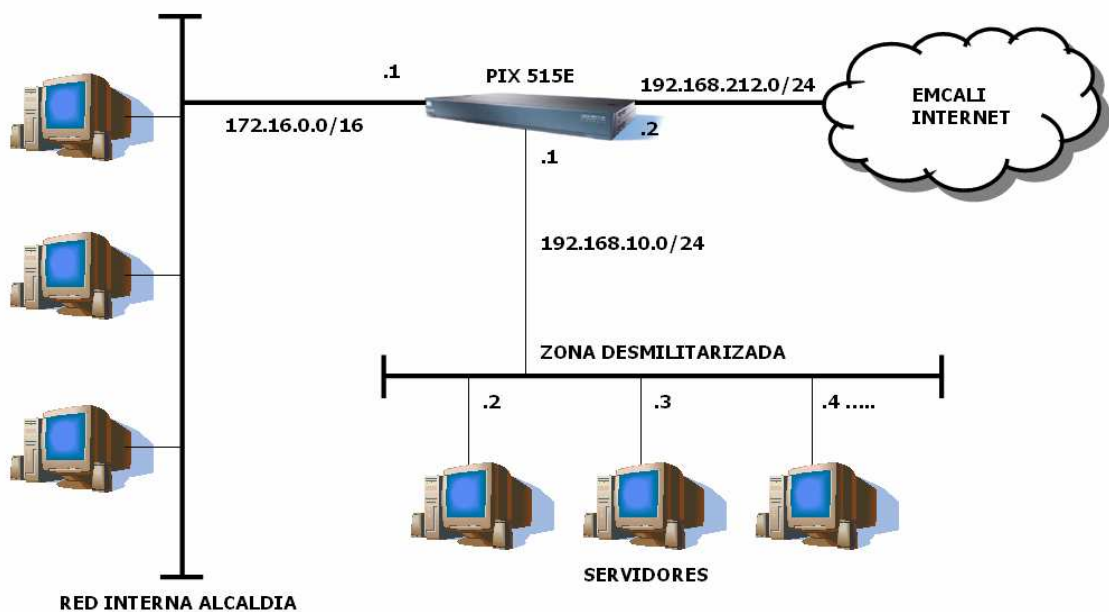 .1
PIX 515E
192.168.212.0/24
EMCALI
INTERNET
172.16.0.0/16
.2
.1
192.168.10.0/24
ZONA DESMILITARIZADA
.2
.3
.4 .....
SERVIDORES
RED INTERNA ALCALDIA